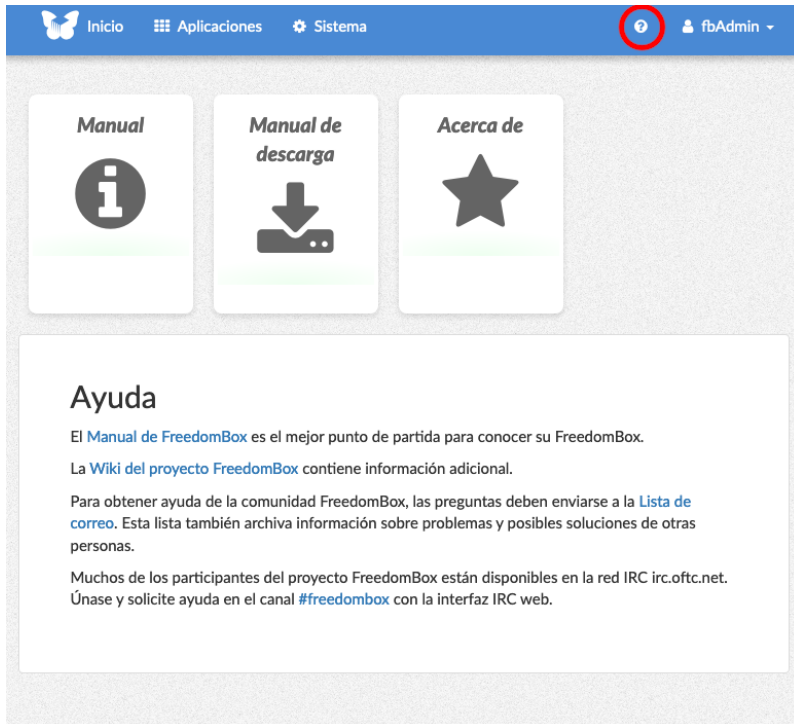 Inicio Aplicaciones Sistema fbAdmin
Manual
Manual de
descarga
Acerca de
Ayuda
El Manual de FreedomBox es el mejor punto de partida para conocer su FreedomBox.
La Wiki del proyecto FreedomBox contiene información adicional.
Para obtener ayuda de la comunidad FreedomBox, las preguntas deben enviarse a la Lista de
correo. Esta lista también archiva información sobre problemas y posibles soluciones de otras
personas.
Muchos de los participantes del proyecto FreedomBox están disponibles en la red IRC irc.oftc.net.
Únase y solicite ayuda en el canal #freedombox con la interfaz IRC web.